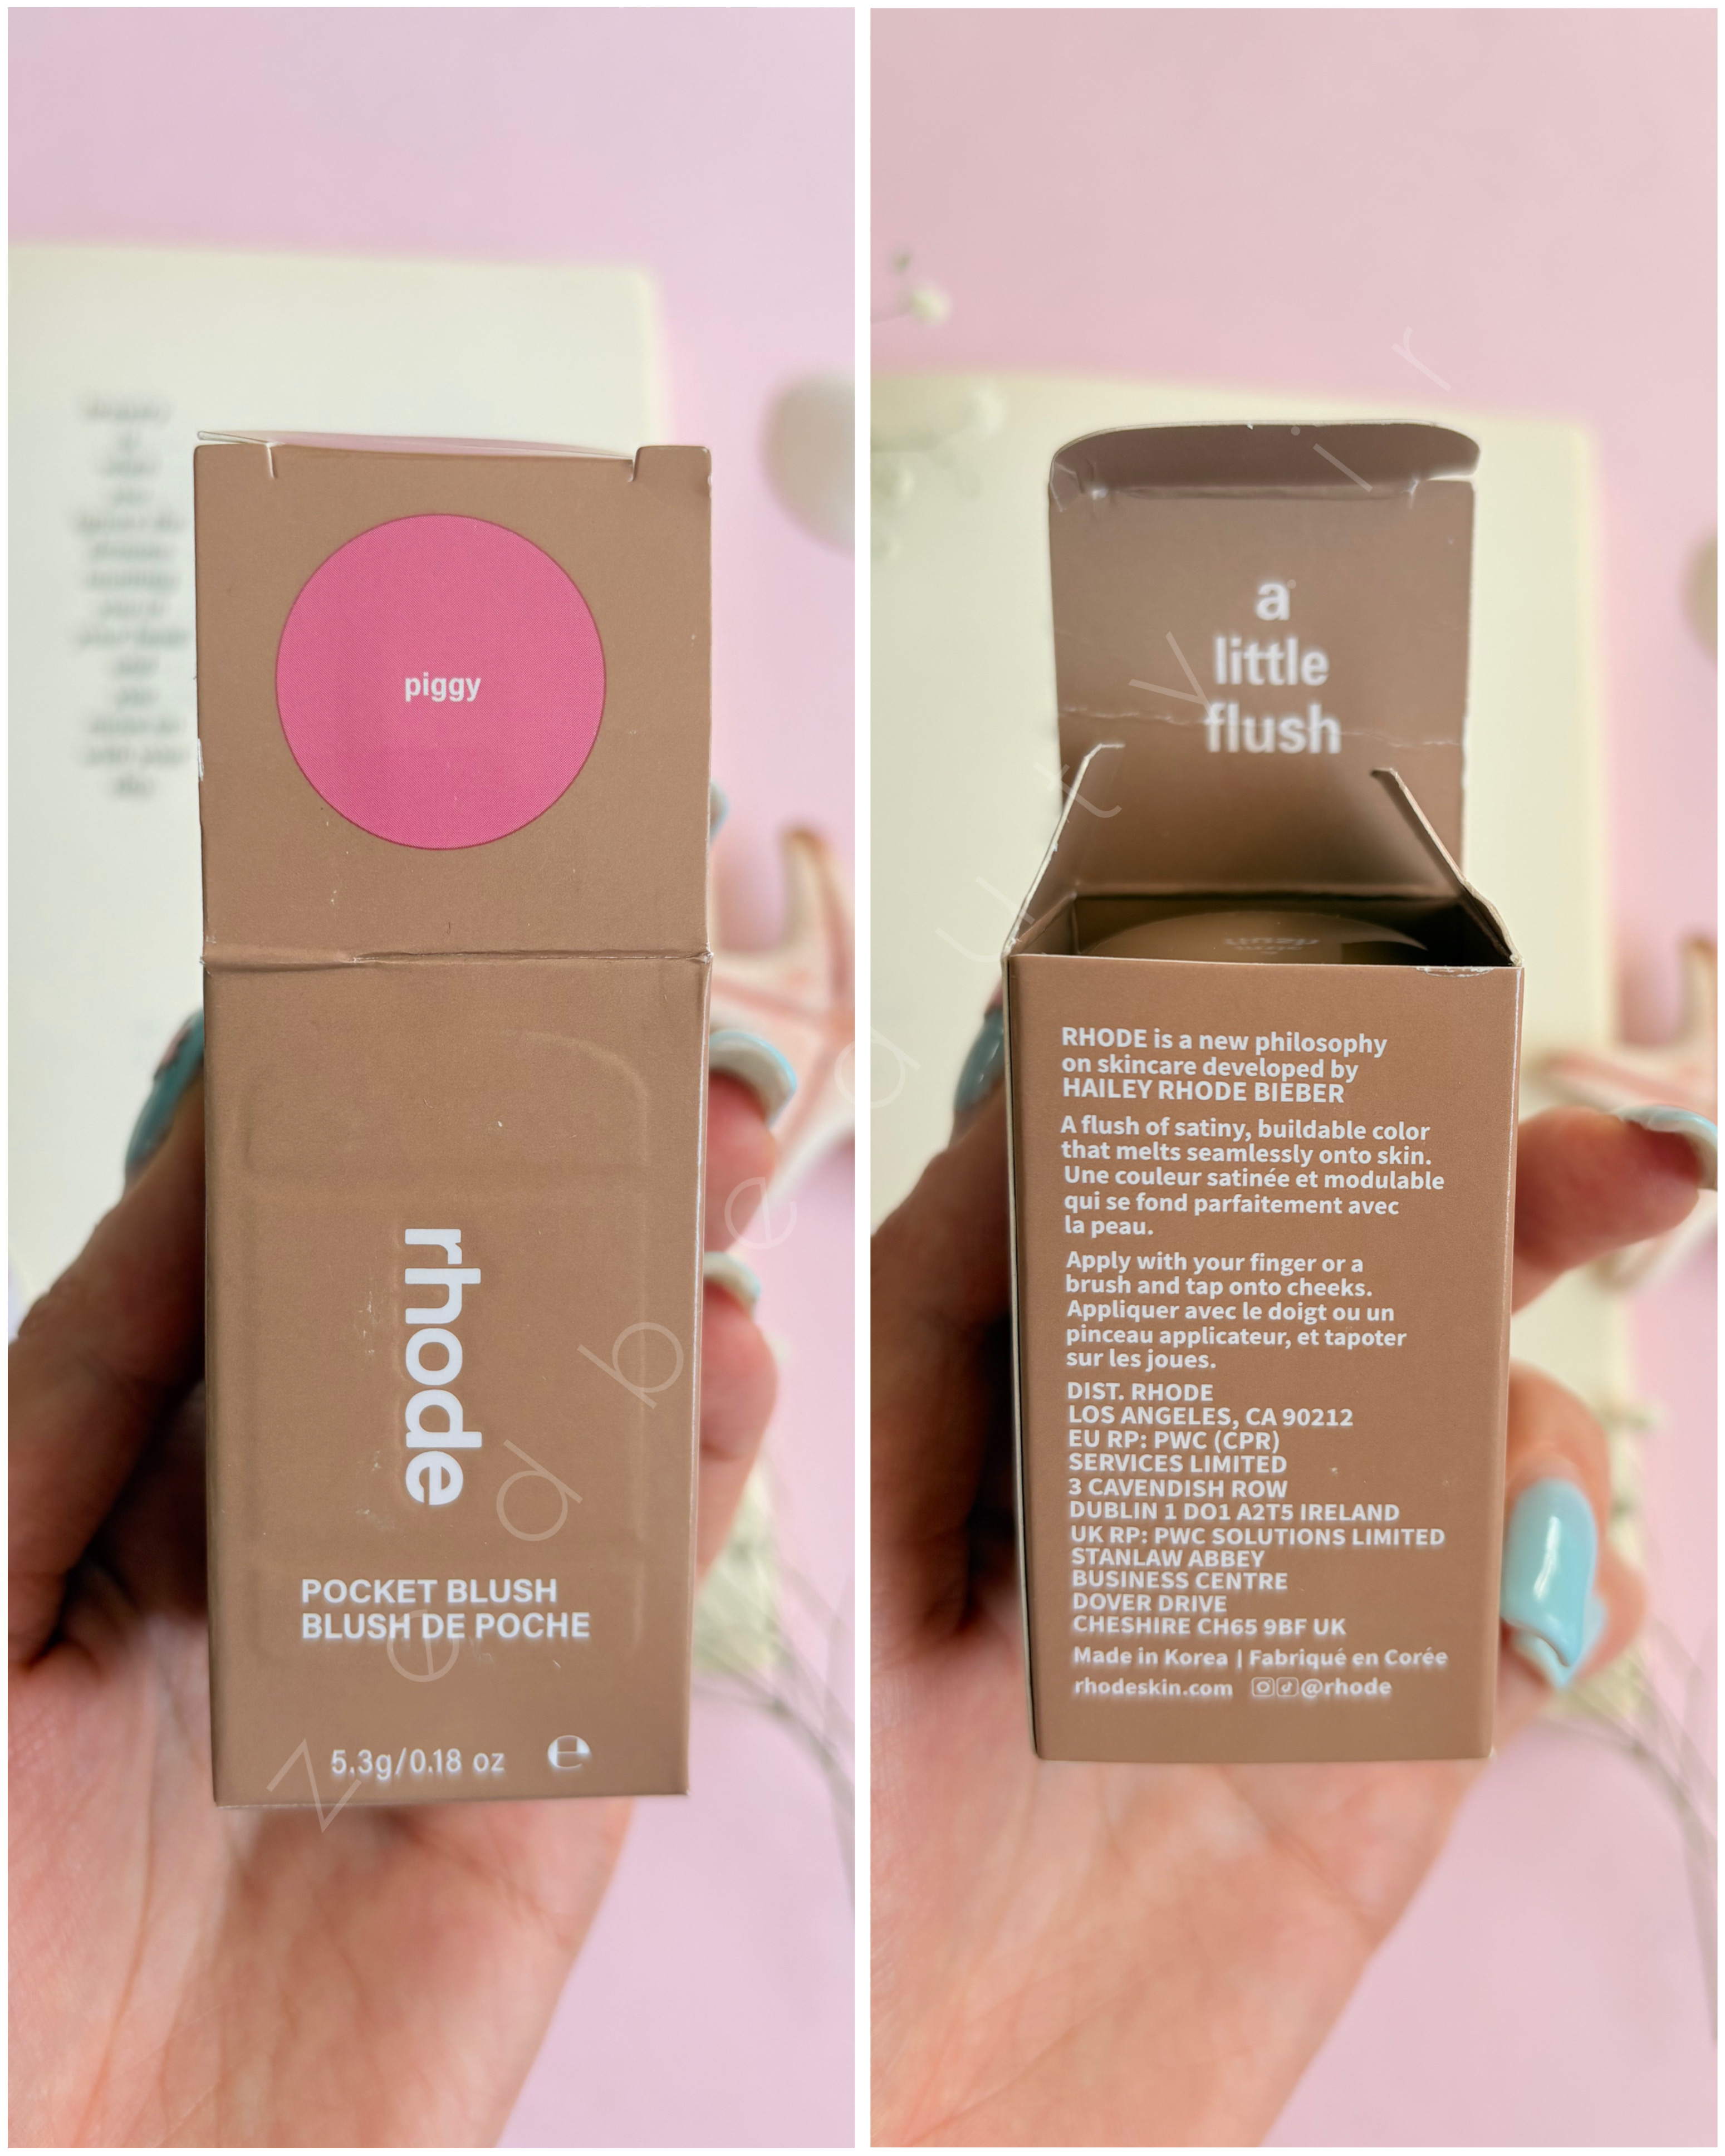 piggy
rhode
POCKET BLUSH
BLUSH DE POCHE
5.3g/0.18 oz ℮
a
little
flush
RHODE is a new philosophy
on skincare developed by
HAILEY RHODE BIEBER
A flush of satiny, buildable color
that melts seamlessly onto skin.
Une couleur satinée et modulable
qui se fond parfaitement avec
la peau.
Apply with your finger or a
brush and tap onto cheeks.
Appliquer avec le doigt ou un
pinceau applicateur, et tapoter
sur les joues.
DIST. RHODE
LOS ANGELES, CA 90212
EU RP: PWC (CPR)
SERVICES LIMITED
3 CAVENDISH ROW
DUBLIN 1 DO1 A2T5 IRELAND
UK RP: PWC SOLUTIONS LIMITED
STANLAW ABBEY
BUSINESS CENTRE
DOVER DRIVE
CHESHIRE CH65 9BF UK
Made in Korea | Fabriqué en Corée
rhodeskin.com @rhode
Zedbeauty.ir